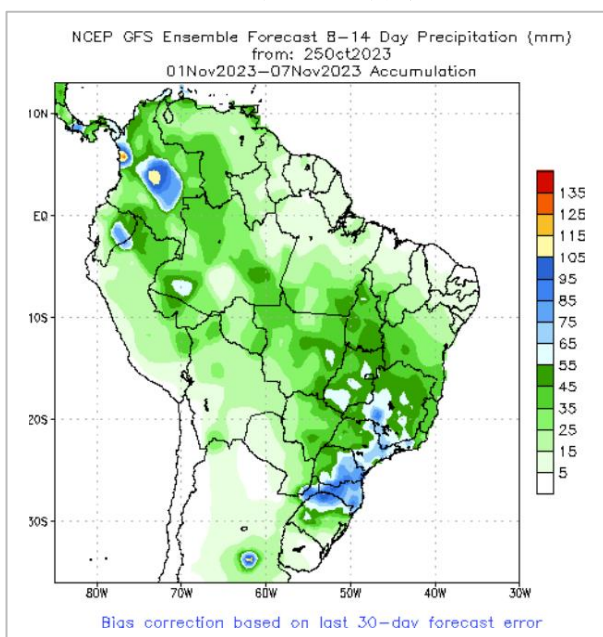 NCEP GFS Ensemble Forecast 8-14 Day Precipitation (mm)
from: 25Oct2023
01Nov2023-07Nov2023 Accumulation
10N
EQ
10S
20S
30S
80W
70W
60W
50W
40W
30W
135
125
115
105
95
85
75
65
55
45
35
25
15
5
Bias correction based on last 30-day forecast error